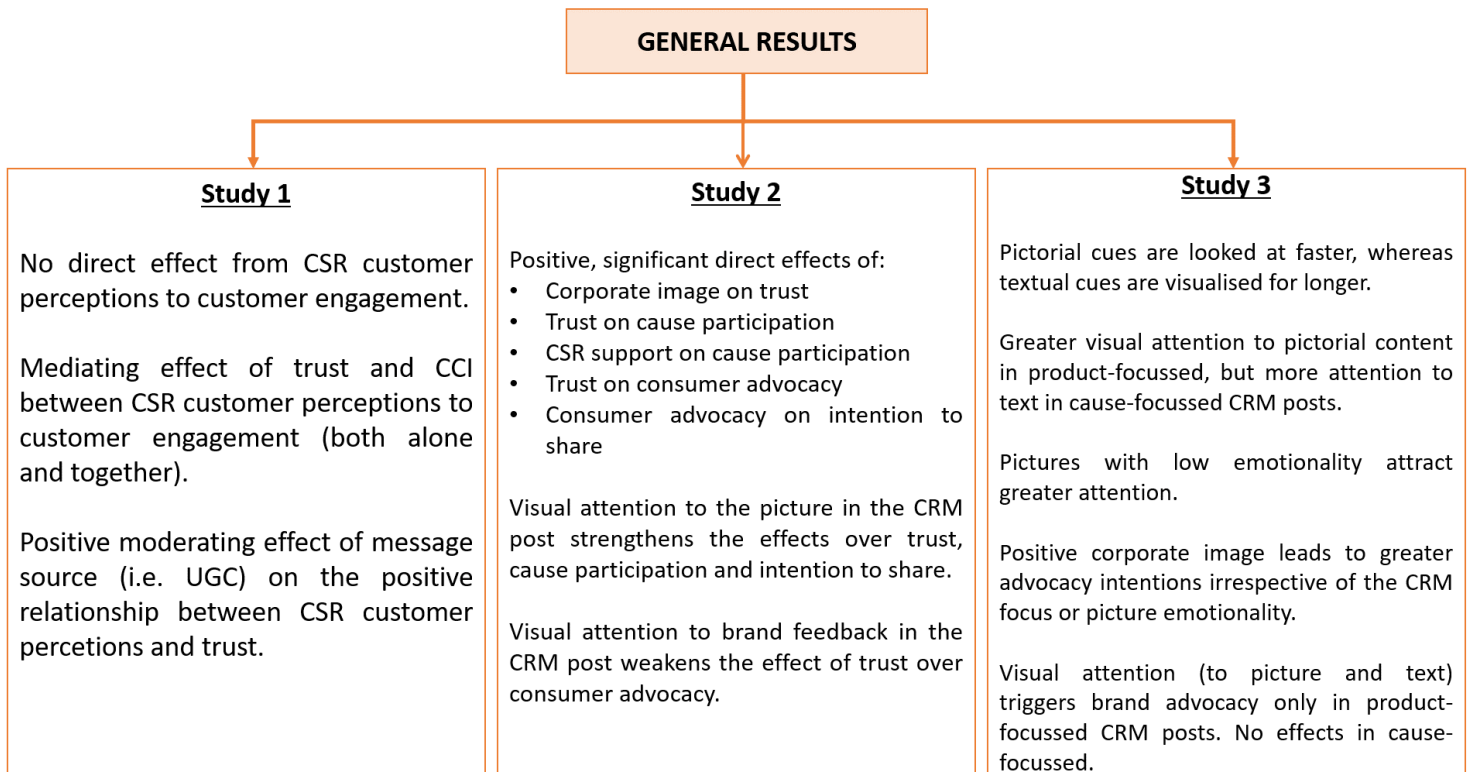 GENERAL RESULTS
Study 1
No direct effect from CSR customer
perceptions to customer engagement.
Mediating effect of trust and CCI
between CSR customer perceptions to
customer engagement (both alone
and together).
Positive moderating effect of message
source (i.e. UGC) on the positive
relationship between CSR customer
percetions and trust.
Study 2
Positive, significant direct effects of:
• Corporate image on trust
• Trust on cause participation
• CSR support on cause participation
• Trust on consumer advocacy
• Consumer advocacy on intention to
share
Visual attention to the picture in the CRM
post strengthens the effects over trust,
cause participation and intention to share.
Visual attention to brand feedback in the
CRM post weakens the effect of trust over
consumer advocacy.
Study 3
Pictorial cues are looked at faster, whereas
textual cues are visualised for longer.
Greater visual attention to pictorial content
in product-focussed, but more attention to
text in cause-focussed CRM posts.
Pictures with low emotionality attract
greater attention.
Positive corporate image leads to greater
advocacy intentions irrespective of the CRM
focus or picture emotionality.
Visual attention (to picture and text)
triggers brand advocacy only in product-
focussed CRM posts. No effects in cause-
focussed.